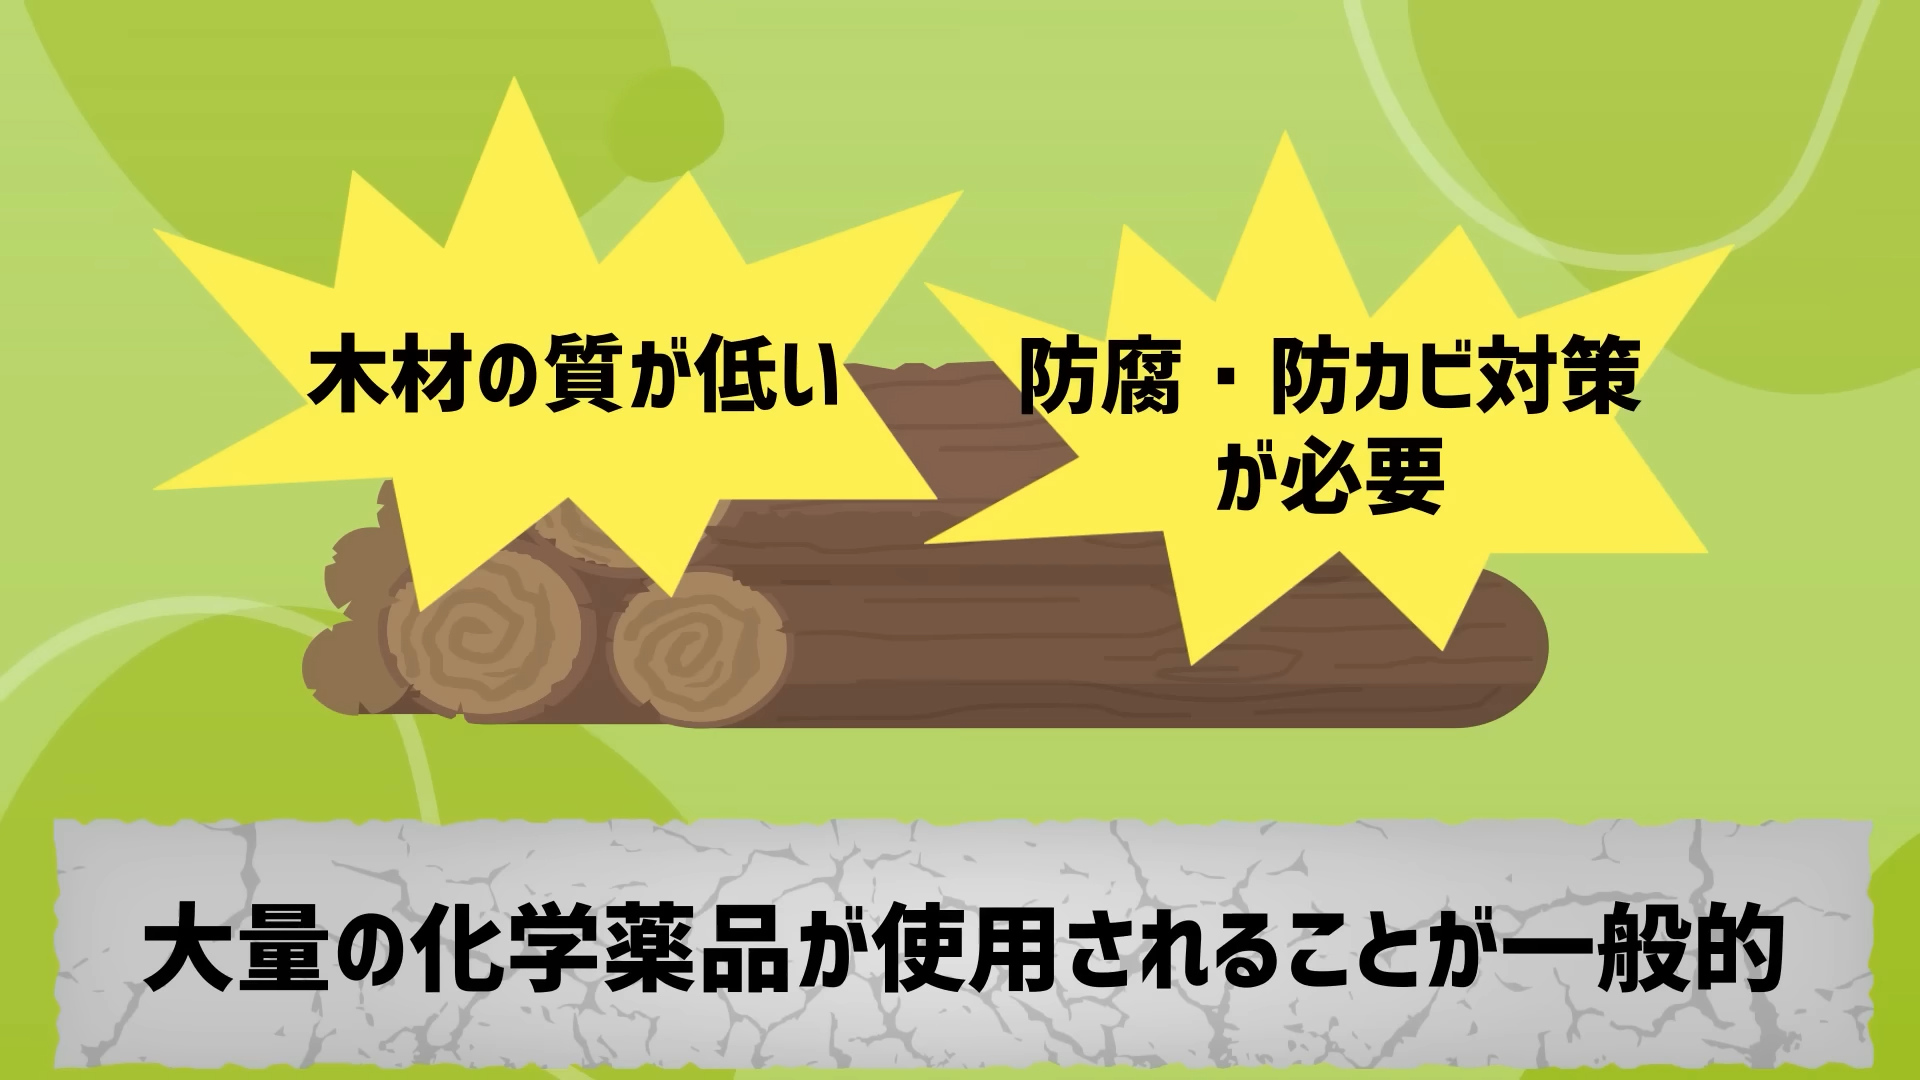 木材の質が低い
防腐・防カビ対策
が必要
大量の化学薬品が使用されることが一般的